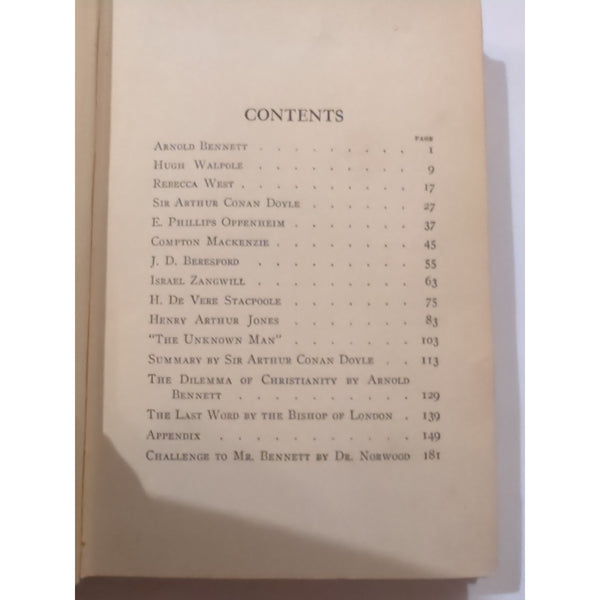 CONTENTS
PAGE
ARNOLD BENNETT . . . . . . . . . 1
HUGH WALPOLE . . . . . . . . . 9
REBECCA WEST . . . . . . . . . 17
SIR ARTHUR CONAN DOYLE . . . . . . 27
E. PHILLIPS OPPENHEIM . . . . . . . 37
COMPTON MACKENZIE . . . . . . . . 45
J. D. BERESFORD . . . . . . . . 55
ISRAEL ZANGWILL . . . . . . . . 63
H. DE VERE STACPOOLE . . . . . . . 75
HENRY ARTHUR JONES . . . . . . . 83
"THE UNKNOWN MAN" . . . . . . . 103
SUMMARY BY SIR ARTHUR CONAN DOYLE . . 113
THE DILEMMA OF CHRISTIANITY BY ARNOLD
BENNETT . . . . . . . . . . 129
THE LAST WORD BY THE BISHOP OF LONDON . 139
APPENDIX . . . . . . . . . . . 149
CHALLENGE TO MR. BENNETT BY DR. NORWOOD 181